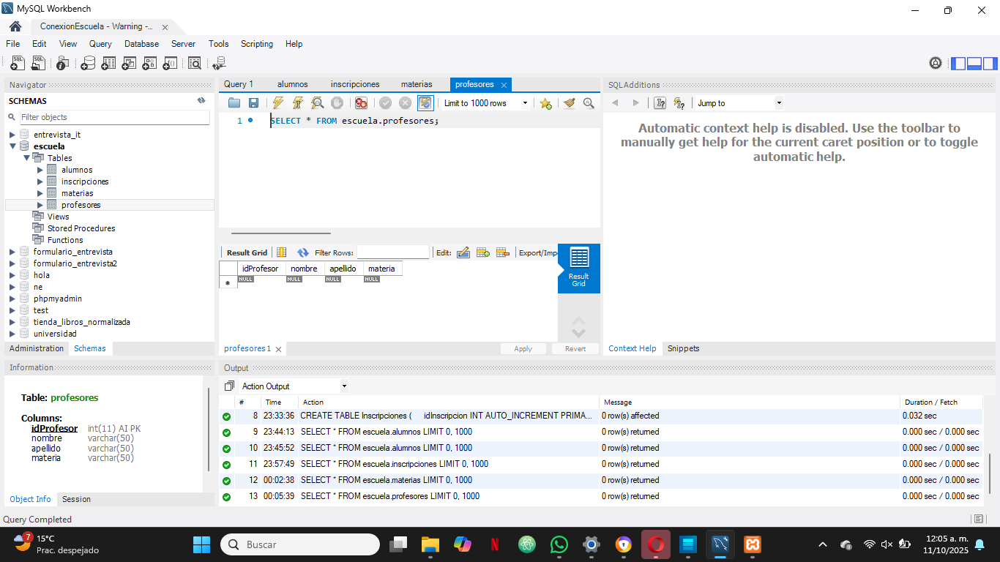 MySQL Workbench
ConexionEscuela - Warning -...
File Edit View Query Database Server Tools Scripting Help
Navigator
SCHEMAS
Filter objects
entrevista_it
escuela
Tables
alumnos
inscripciones
materias
profesores
Views
Stored Procedures
Functions
formulario_entrevista
formulario_entrevista2
hola
ne
phpmyadmin
test
tienda_libros_normalizada
universidad
Administration Schemas
Information
Table: profesores
Columns:
idProfesor int(11) AI PK
nombre varchar(50)
apellido varchar(50)
materia varchar(50)
Object Info Session
Query 1 alumnos inscripciones materias profesores
Limit to 1000 rows
1 SELECT * FROM escuela.profesores;
Result Grid Filter Rows: Edit: Export/Imp
idProfesor nombre apellido materia
NULL NULL NULL NULL
Result
Grid
profesores 1 Apply Revert
SQLAdditions
Jump to
Automatic context help is disabled. Use the toolbar to
manually get help for the current caret position or to toggle
automatic help.
Context Help Snippets
Output
Action Output
# Time Action Message Duration / Fetch
8 23:33:36 CREATE TABLE Inscripciones ( idInscripcion INT AUTO_INCREMENT PRIMA... 0 row(s) affected 0.032 sec
9 23:44:13 SELECT * FROM escuela.alumnos LIMIT 0, 1000 0 row(s) returned 0.000 sec / 0.000 sec
10 23:45:52 SELECT * FROM escuela.alumnos LIMIT 0, 1000 0 row(s) returned 0.000 sec / 0.000 sec
11 23:57:49 SELECT * FROM escuela.inscripciones LIMIT 0, 1000 0 row(s) returned 0.000 sec / 0.000 sec
12 00:02:38 SELECT * FROM escuela.materias LIMIT 0, 1000 0 row(s) returned 0.000 sec / 0.000 sec
13 00:05:39 SELECT * FROM escuela.profesores LIMIT 0, 1000 0 row(s) returned 0.000 sec / 0.000 sec
Query Completed
7
15°C
Prac. despejado
Buscar
12:05 a. m.
11/10/2025